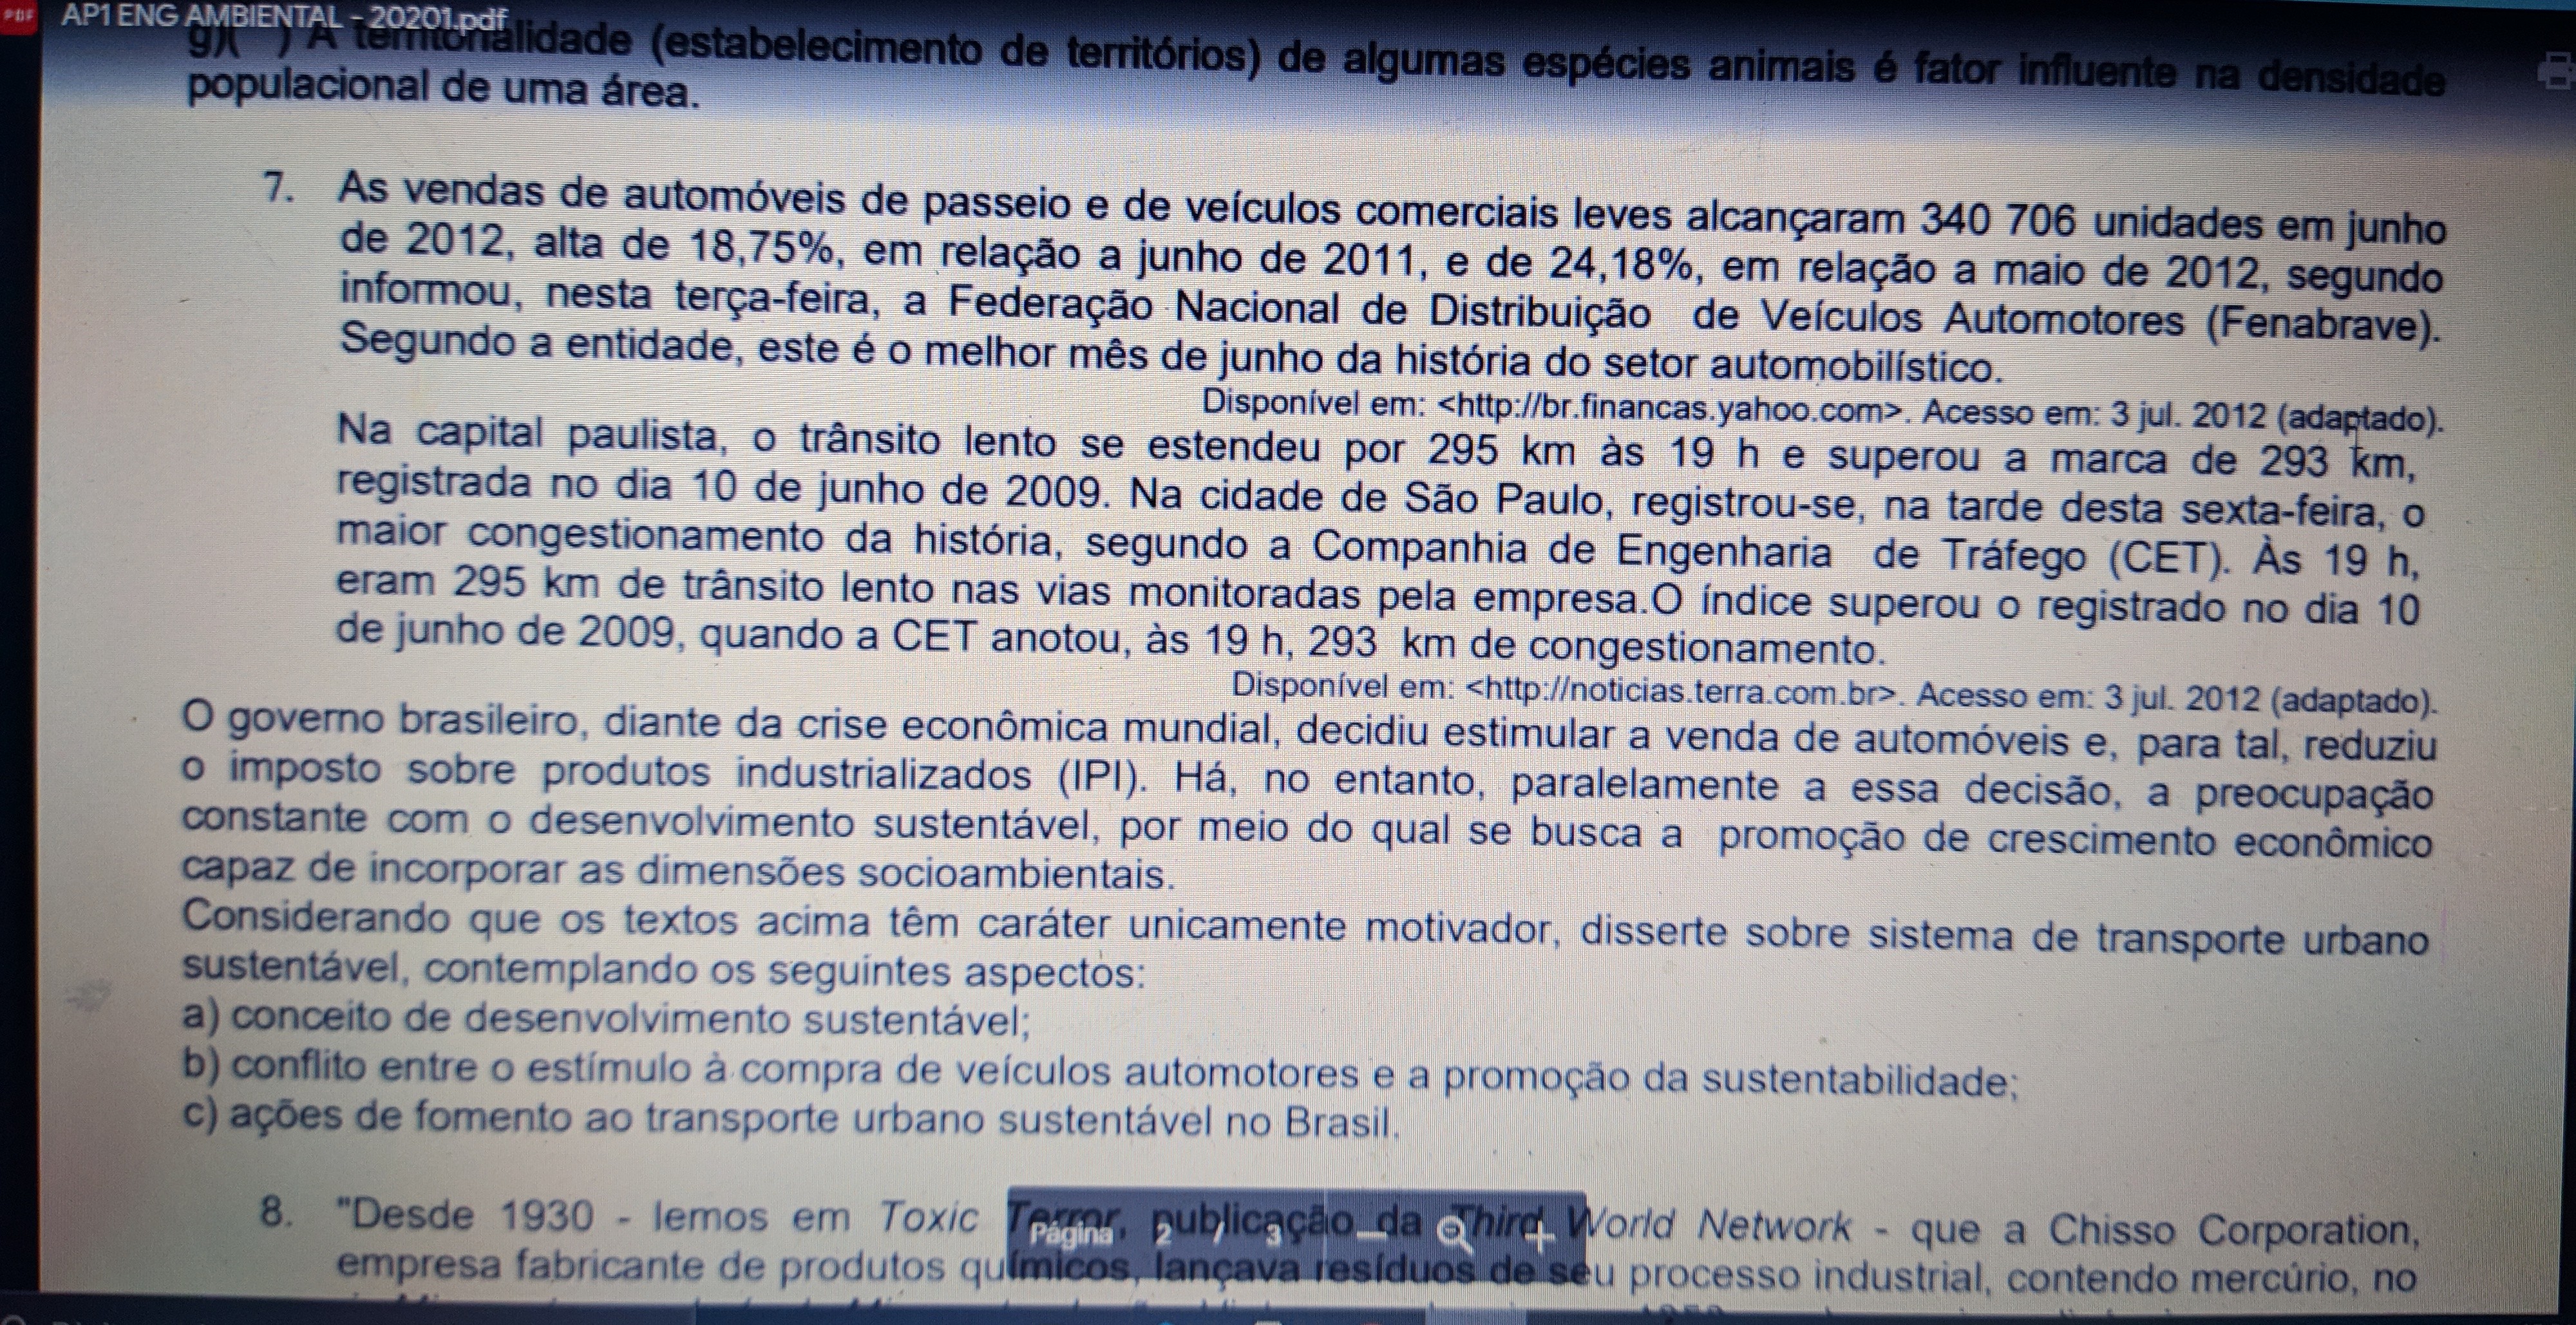 AP1 ENG AMBIENTAL - 20201.pdf
g)( ) A territorialidade (estabelecimento de territórios) de algumas espécies animais é fator influente na densidade
populacional de uma área.
7. As vendas de automóveis de passeio e de veículos comerciais leves alcançaram 340 706 unidades em junho
de 2012, alta de 18,75%, em relação a junho de 2011, e de 24,18%, em relação a maio de 2012, segundo
informou, nesta terça-feira, a Federação Nacional de Distribuição de Veículos Automotores (Fenabrave).
Segundo a entidade, este é o melhor mês de junho da história do setor automobilístico.
Disponível em: <http://br.financas.yahoo.com>. Acesso em: 3 jul. 2012 (adaptado).
Na capital paulista, o trânsito lento se estendeu por 295 km às 19 h e superou a marca de 293 km,
registrada no dia 10 de junho de 2009. Na cidade de São Paulo, registrou-se, na tarde desta sexta-feira, o
maior congestionamento da história, segundo a Companhia de Engenharia de Tráfego (CET). Às 19 h,
eram 295 km de trânsito lento nas vias monitoradas pela empresa.O índice superou o registrado no dia 10
de junho de 2009, quando a CET anotou, às 19 h, 293 km de congestionamento.
Disponível em: <http://noticias.terra.com.br>. Acesso em: 3 jul. 2012 (adaptado).
O governo brasileiro, diante da crise econômica mundial, decidiu estimular a venda de automóveis e, para tal, reduziu
o imposto sobre produtos industrializados (IPI). Há, no entanto, paralelamente a essa decisão, a preocupação
constante com o desenvolvimento sustentável, por meio do qual se busca a promoção de crescimento econômico
capaz de incorporar as dimensões socioambientais.
Considerando que os textos acima têm caráter unicamente motivador, disserte sobre sistema de transporte urbano
sustentável, contemplando os seguintes aspectos:
a) conceito de desenvolvimento sustentável;
b) conflito entre o estímulo à compra de veículos automotores e a promoção da sustentabilidade;
c) ações de fomento ao transporte urbano sustentável no Brasil.
8. "Desde 1930 - lemos em Toxic Terror, publicação da Third World Network - que a Chisso Corporation,
Página 2 / 3
empresa fabricante de produtos químicos, lançava resíduos de seu processo industrial, contendo mercúrio, no